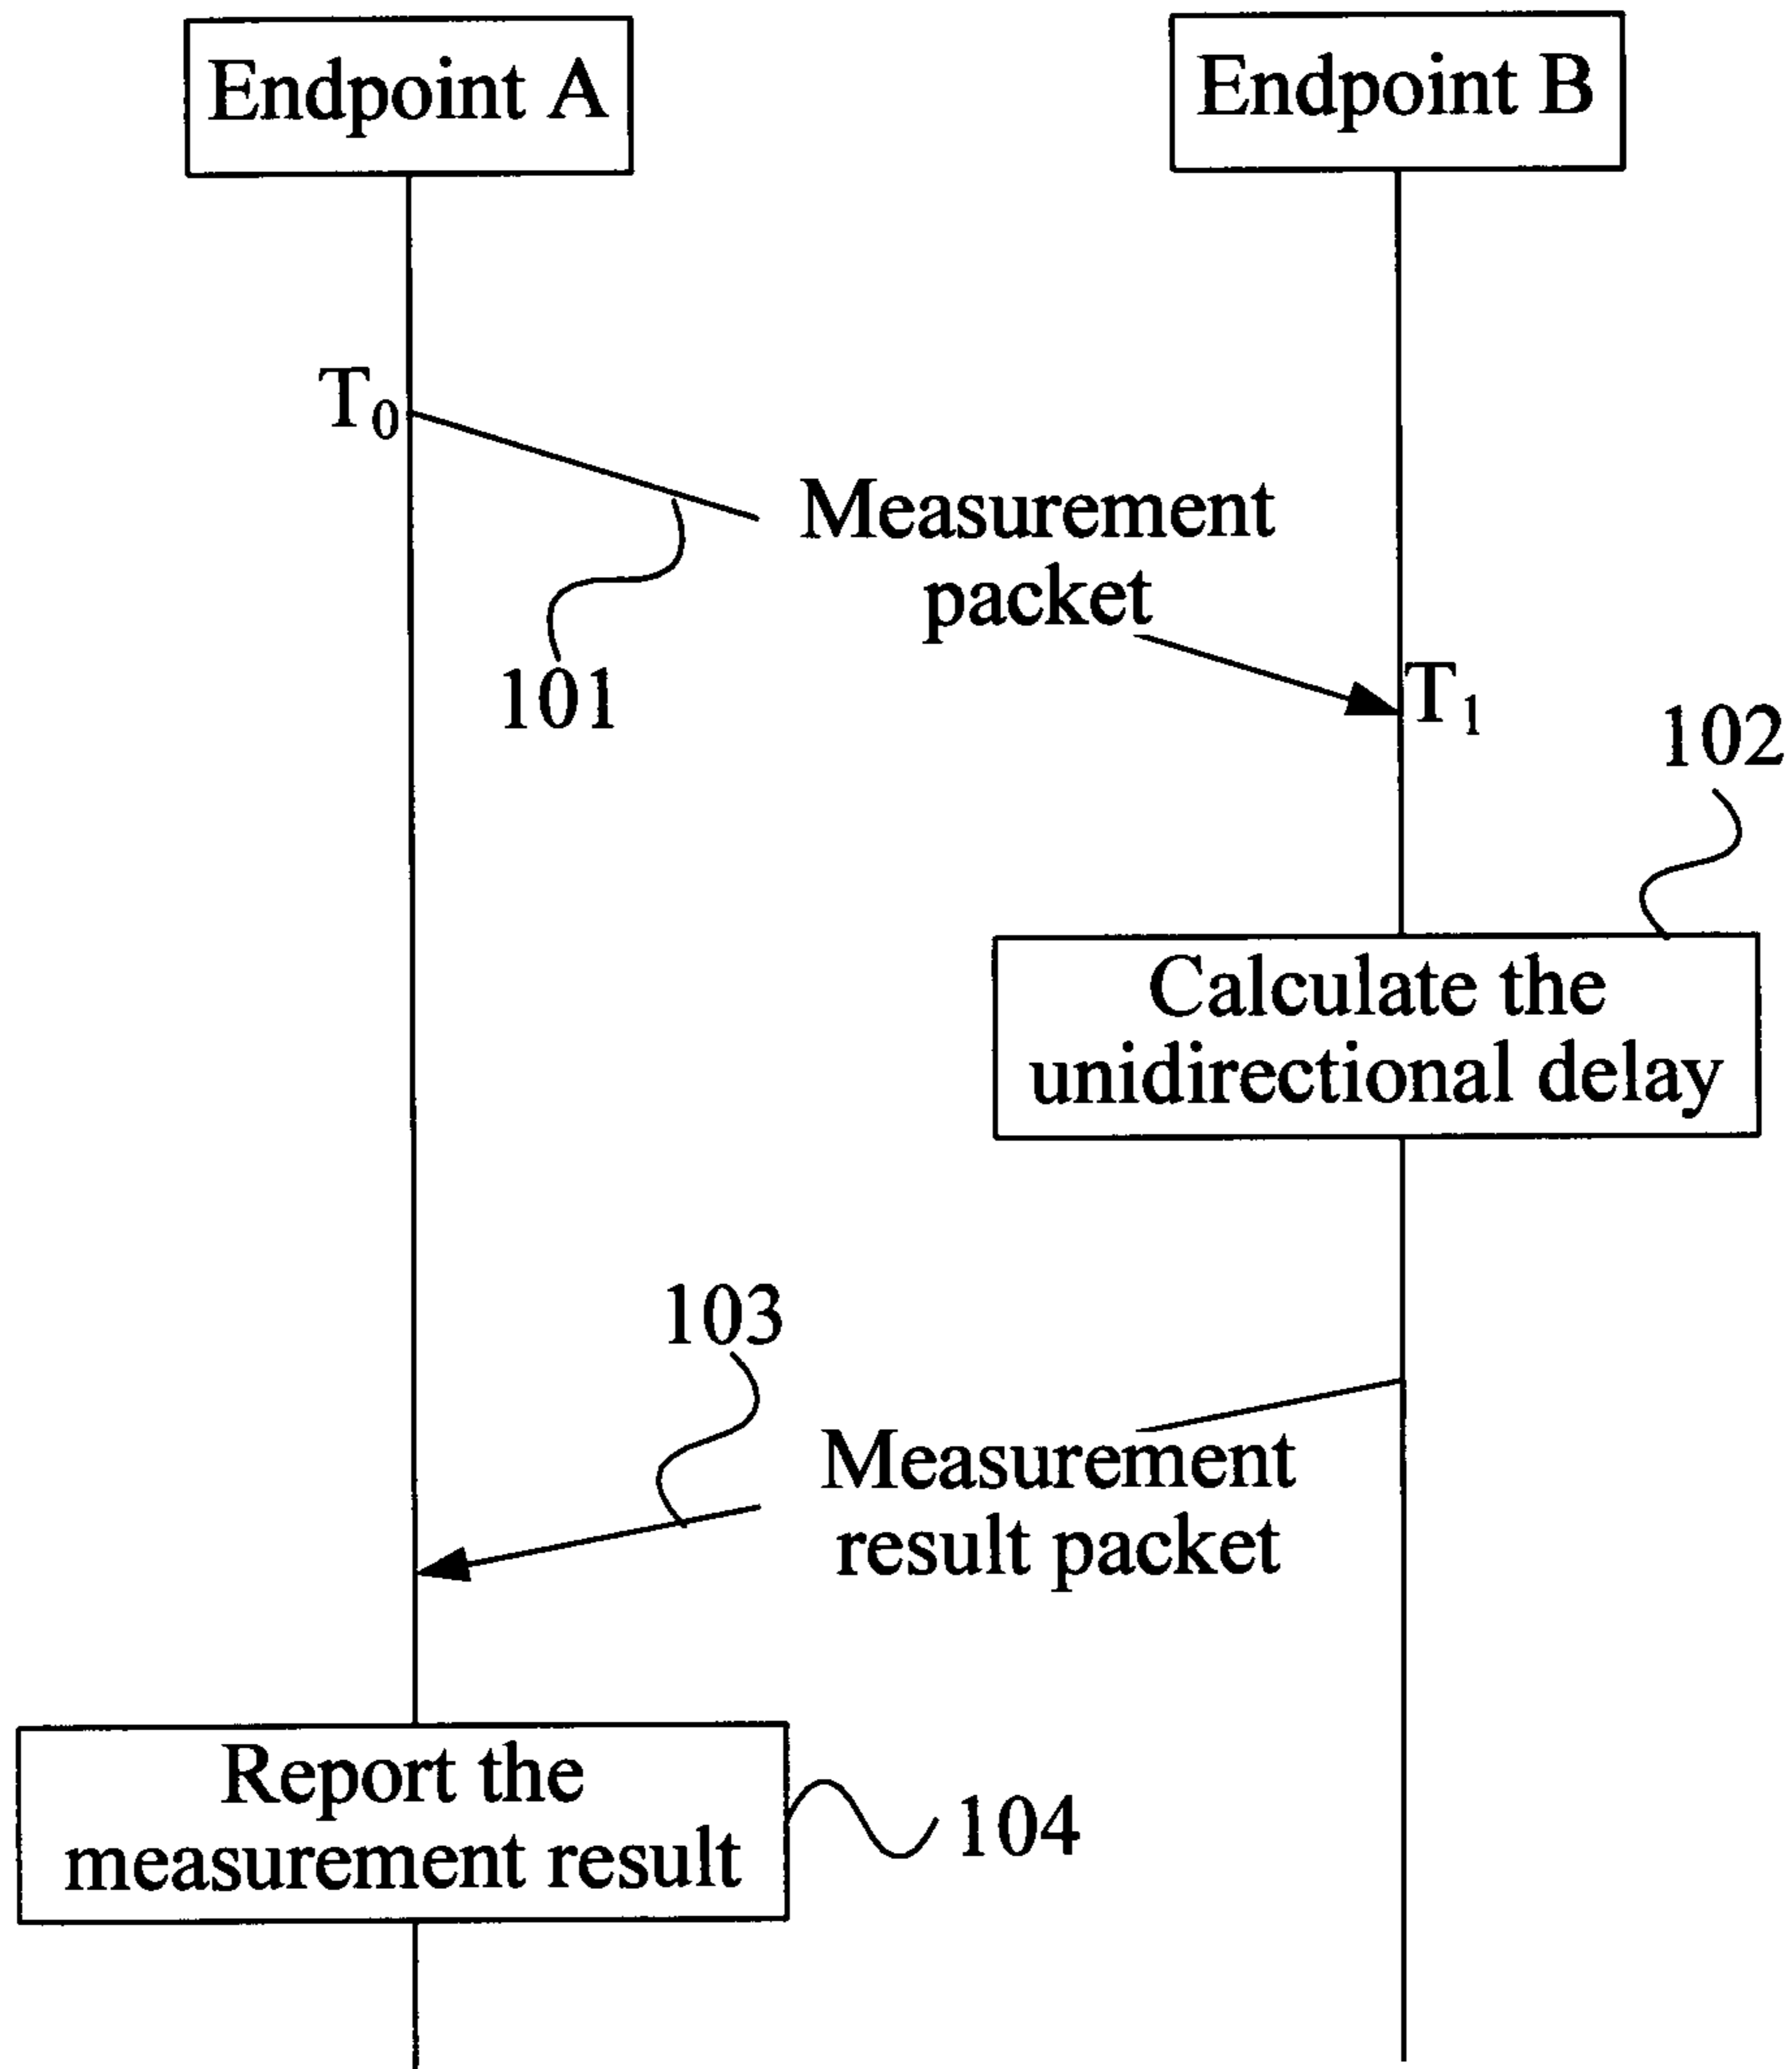 Endpoint A
Endpoint B
T0
Measurement
packet
101
T1
102
Calculate the
unidirectional delay
103
Measurement
result packet
Report the
measurement result
104